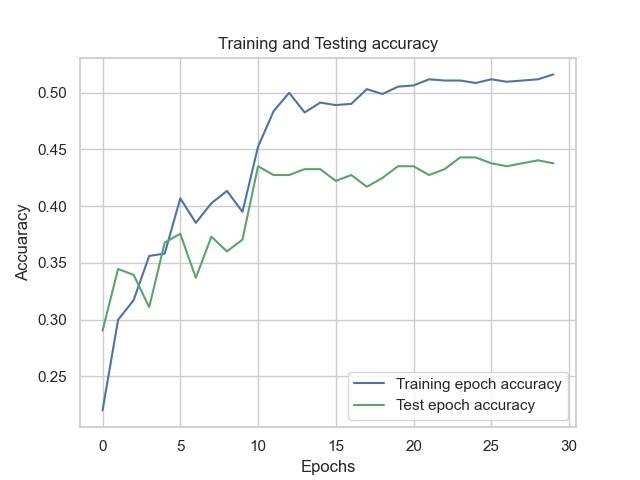 Training and Testing accuracy
Accuaracy
0.50
0.45
0.40
0.35
0.30
0.25
Training epoch accuracy
Test epoch accuracy
0 5 10 15 20 25 30
Epochs